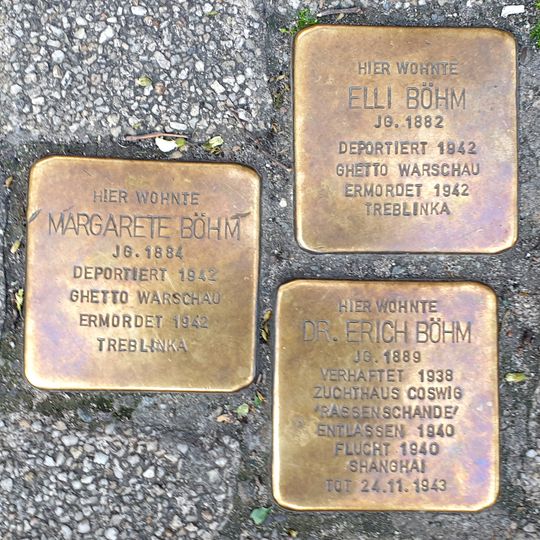 HIER WOHNTE
ELLI BÖHM
JG. 1882
DEPORTIERT 1942
GHETTO WARSCHAU
ERMORDET 1942
TREBLINKA
HIER WOHNTE
MARGARETE BÖHM
JG. 1884
DEPORTIERT 1942
GHETTO WARSCHAU
ERMORDET 1942
TREBLINKA
HIER WOHNTE
DR. ERICH BÖHM
JG. 1889
VERHAFTET 1938
ZUCHTHAUS COSWIG
'RASSENSCHANDE'
ENTLASSEN 1940
FLUCHT 1940
SHANGHAI
TOT 24.11.1943